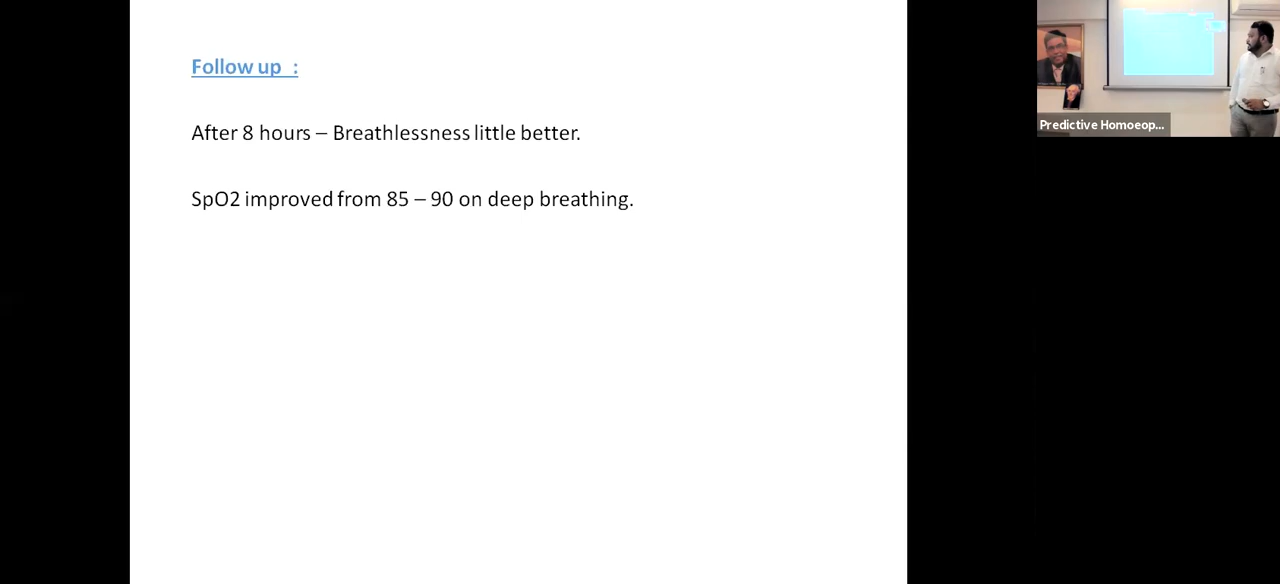 Follow up :
After 8 hours – Breathlessness little better.
SpO2 improved from 85 – 90 on deep breathing.
Predictive Homoeop...